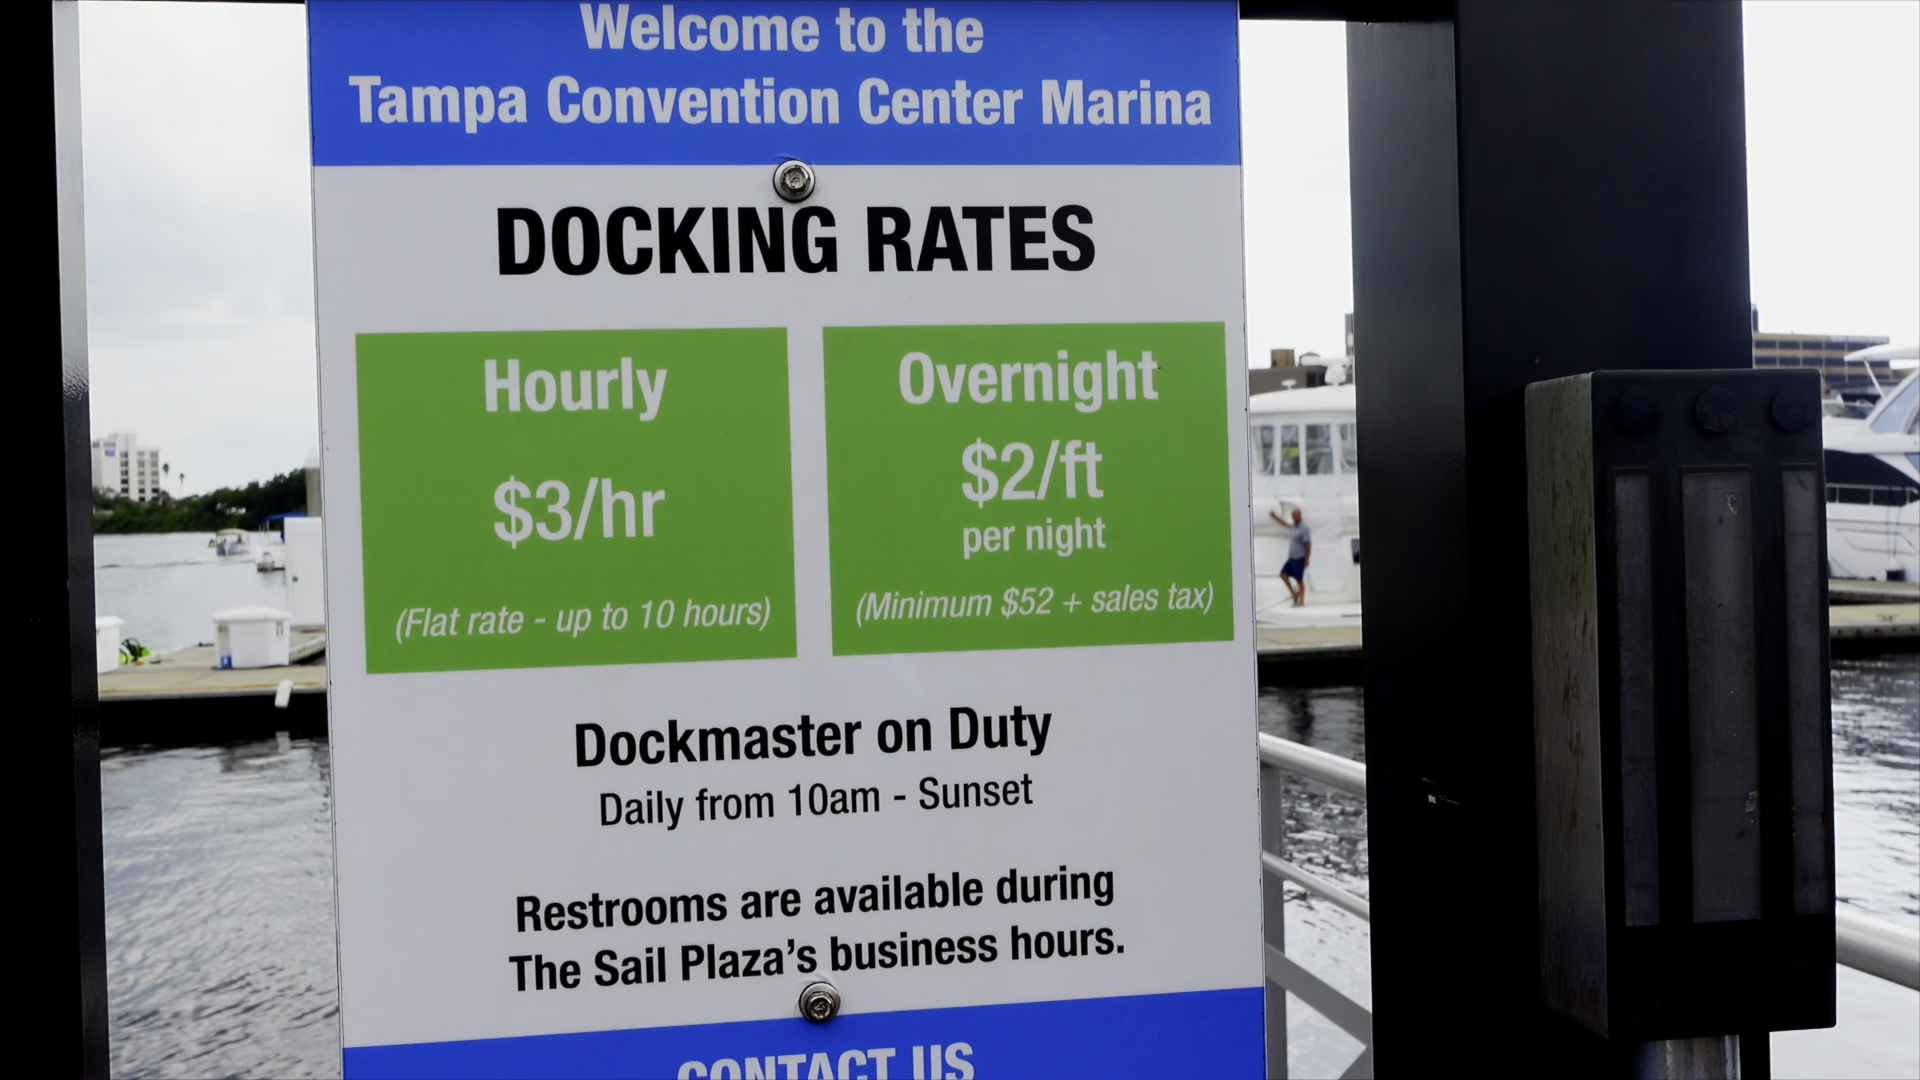 Welcome to the
Tampa Convention Center Marina
DOCKING RATES
Hourly
$3/hr
(Flat rate - up to 10 hours)
Overnight
$2/ft
per night
(Minimum $52 + sales tax)
Dockmaster on Duty
Daily from 10am - Sunset
Restrooms are available during
The Sail Plaza's business hours.
CONTACT US